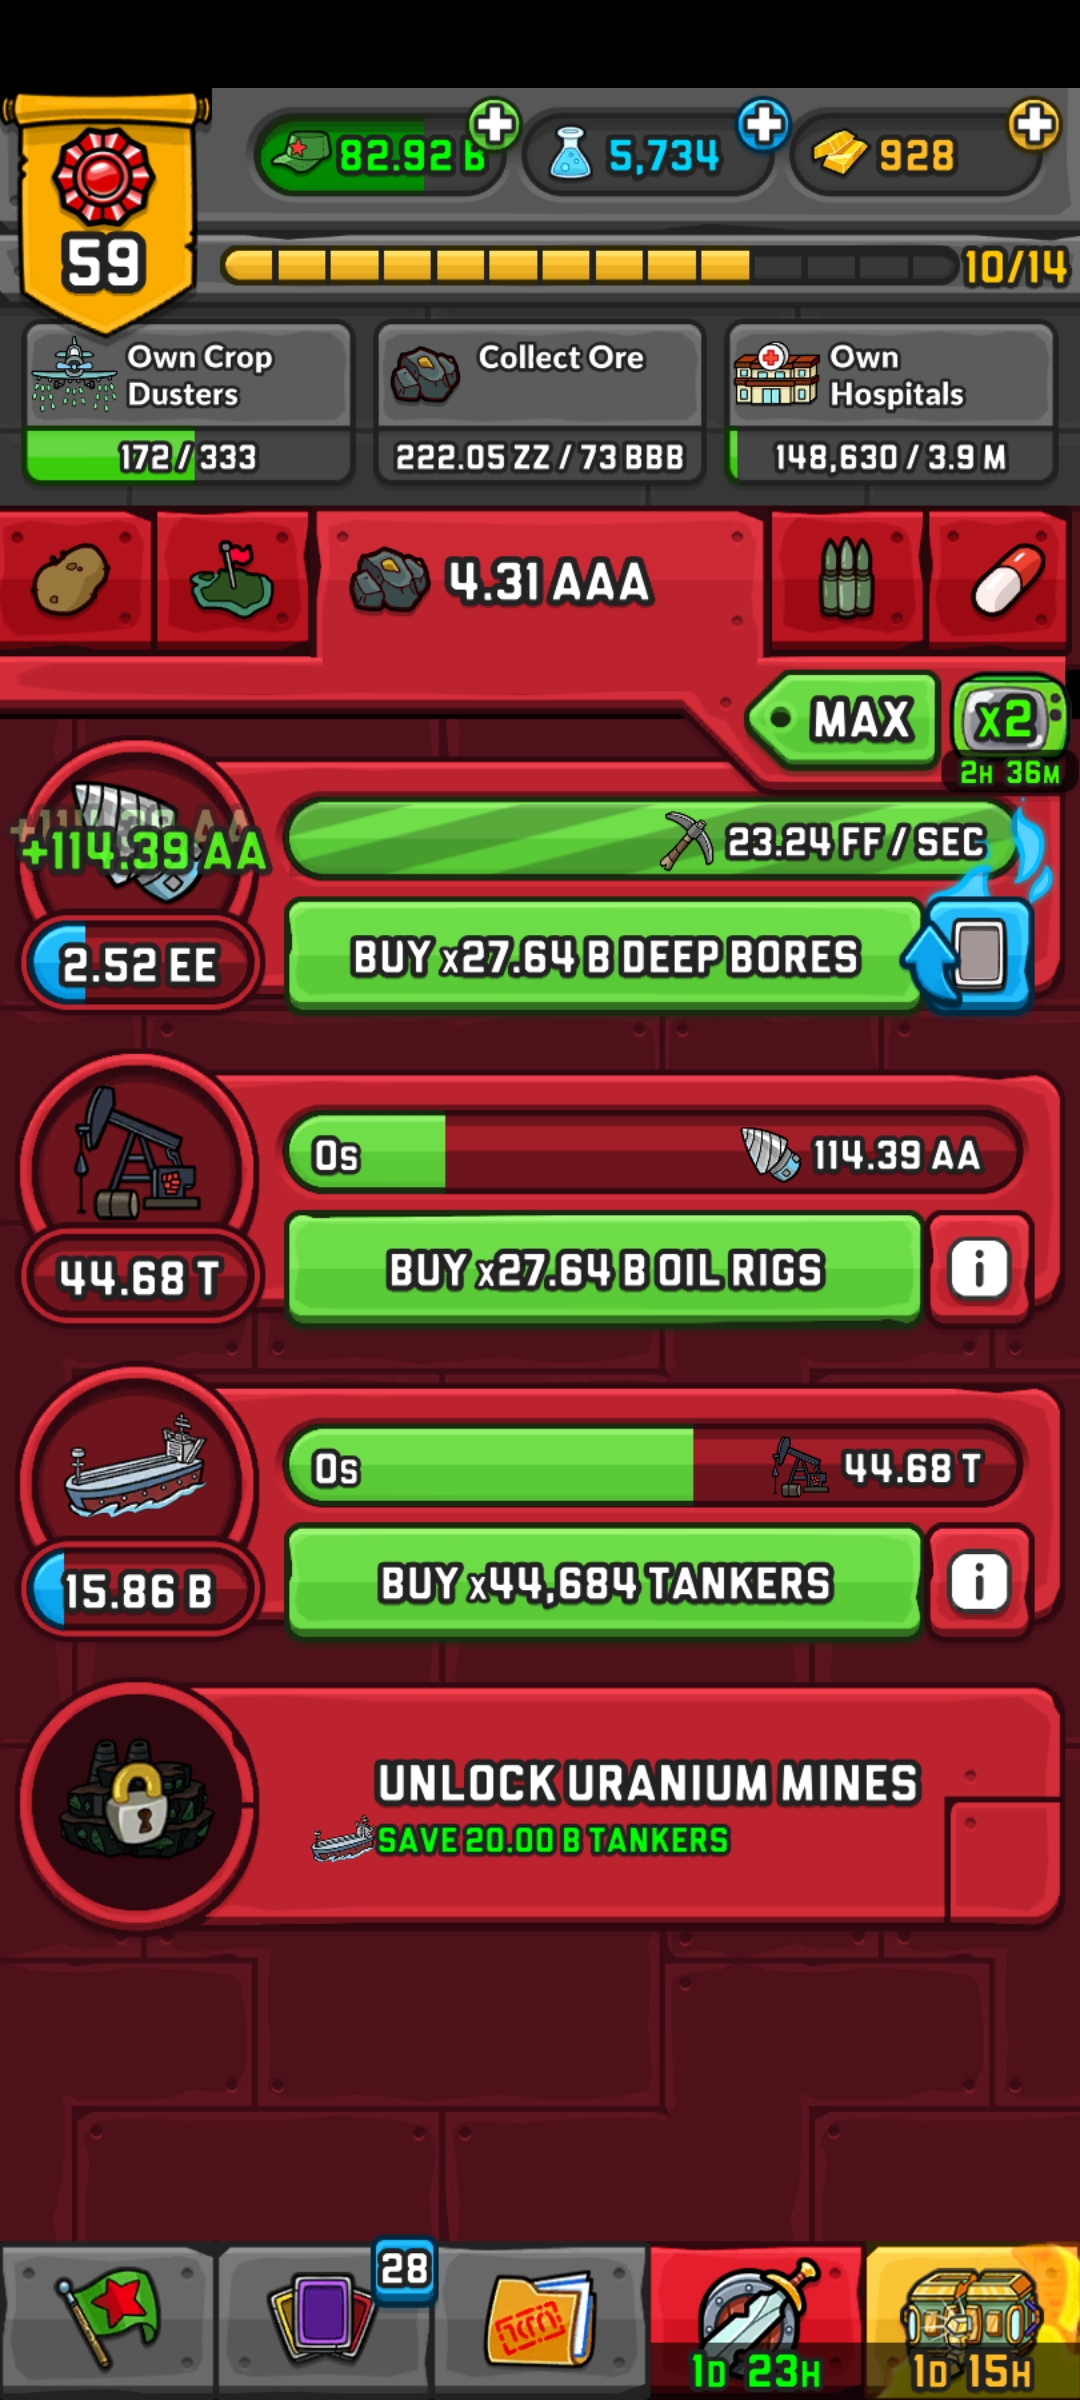 82.92 B
5,734
928
59
10/14
Own Crop
Dusters
172/333
Collect Ore
222.05 ZZ / 73 BBB
Own
Hospitals
148,630 / 3.9 M
4.31 AAA
MAX
x2
2H 36M
+114.39 AA
+114.39 AA
23.24 FF / SEC
2.52 EE
BUY x27.64 B DEEP BORES
0s
114.39 AA
44.68 T
BUY x27.64 B OIL RIGS
i
0s
44.68 T
15.86 B
BUY x44,684 TANKERS
i
UNLOCK URANIUM MINES
SAVE 20.00 B TANKERS
28
1D 23H
1D 15H